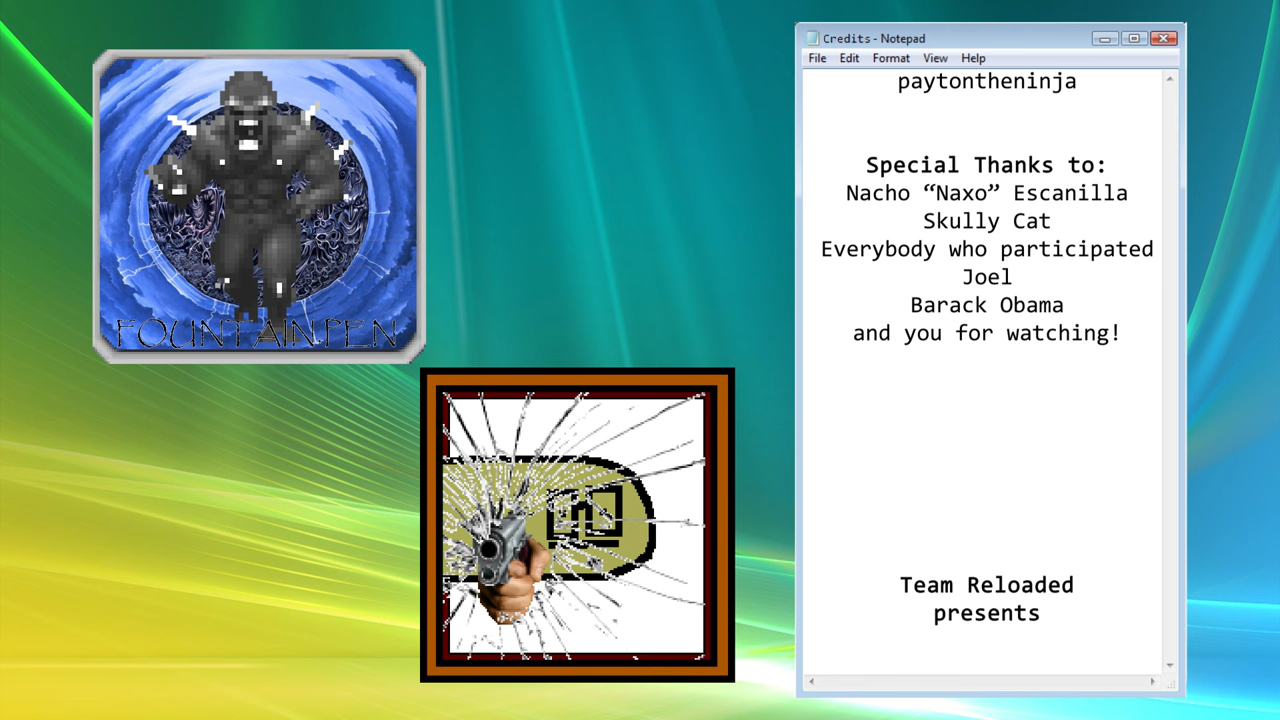 FOUNTAINPEN
Credits - Notepad
File Edit Format View Help
paytontheninja
Special Thanks to:
Nacho “Naxo” Escanilla
Skully Cat
Everybody who participated
Joel
Barack Obama
and you for watching!
Team Reloaded
presents